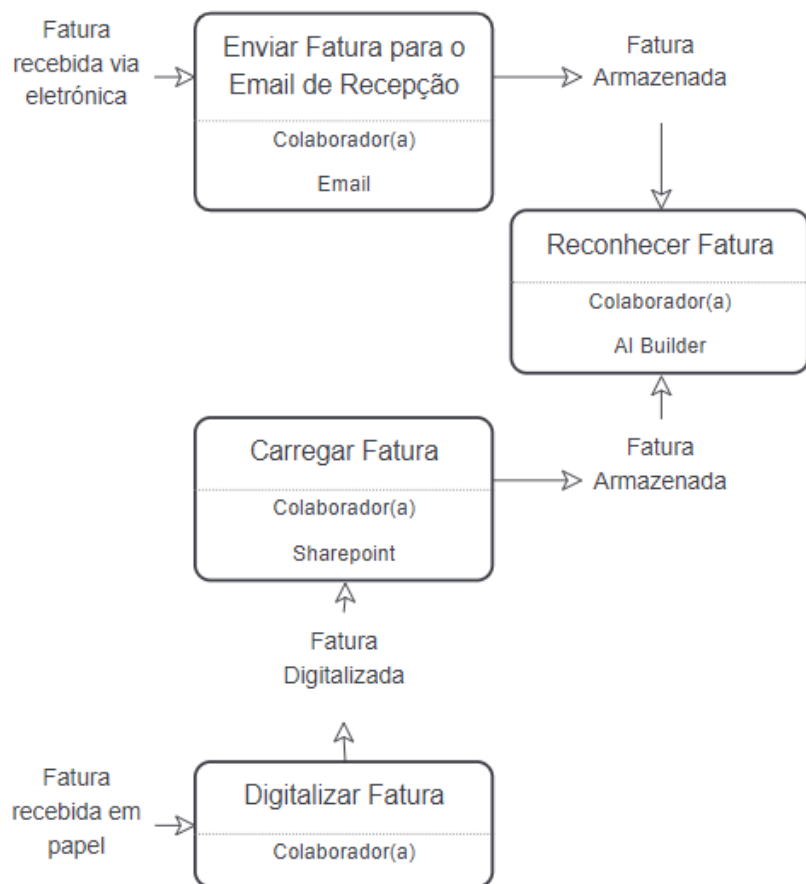 Fatura
recebida via
eletrónica
Enviar Fatura para o
Email de Recepção
Colaborador(a)
Email
Fatura
Armazenada
Reconhecer Fatura
Colaborador(a)
AI Builder
Carregar Fatura
Colaborador(a)
Sharepoint
Fatura
Armazenada
Fatura
Digitalizada
Fatura
recebida em
papel
Digitalizar Fatura
Colaborador(a)